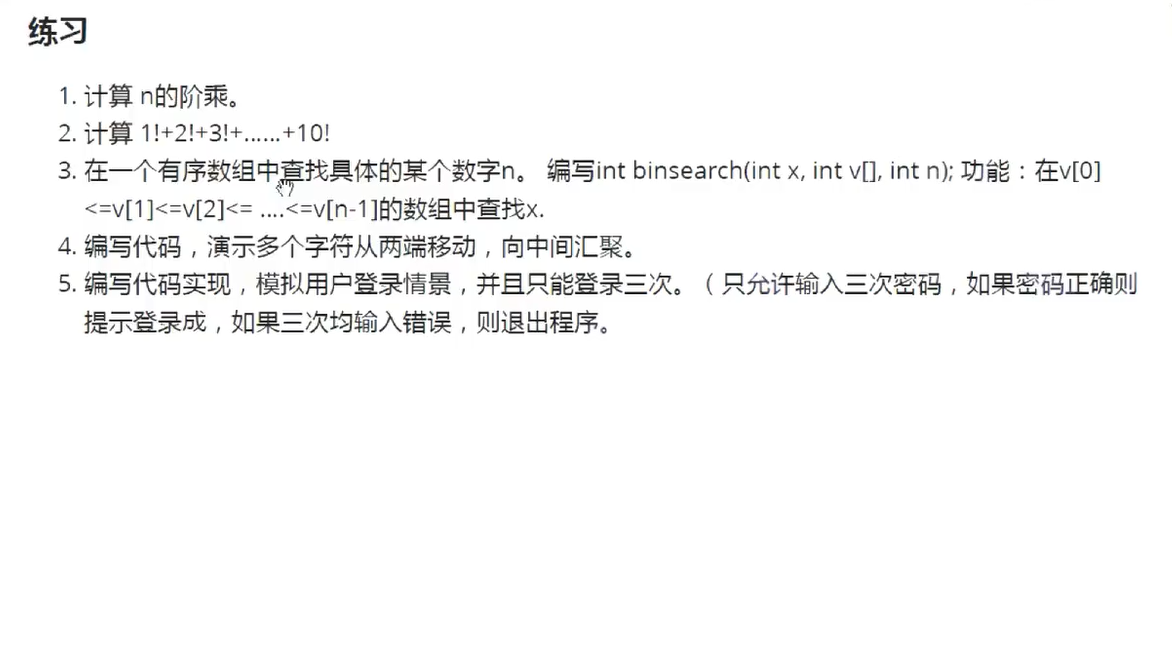 练习
1. 计算 n的阶乘。
2. 计算 1!+2!+3!+......+10!
3. 在一个有序数组中查找具体的某个数字n。 编写int binsearch(int x, int v[], int n); 功能：在v[0]
<=v[1]<=v[2]<= ....<=v[n-1]的数组中查找x.
4. 编写代码，演示多个字符从两端移动，向中间汇聚。
5. 编写代码实现，模拟用户登录情景，并且只能登录三次。（只允许输入三次密码，如果密码正确则
提示登录成，如果三次均输入错误，则退出程序。